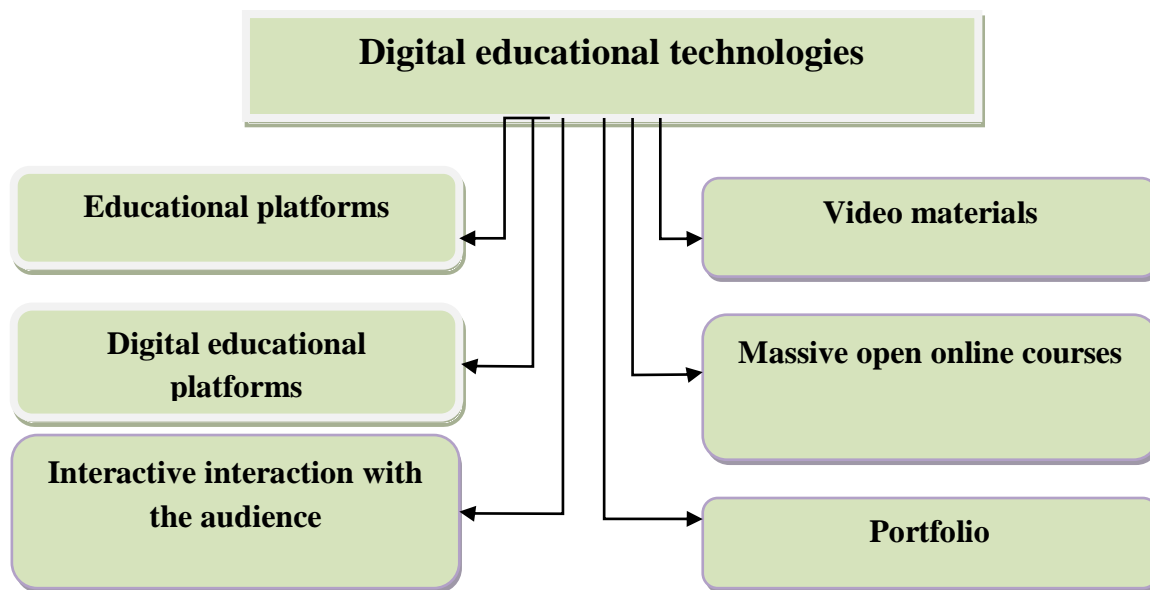 Digital educational technologies
Educational platforms
Digital educational
platforms
Interactive interaction with
the audience
Video materials
Massive open online courses
Portfolio